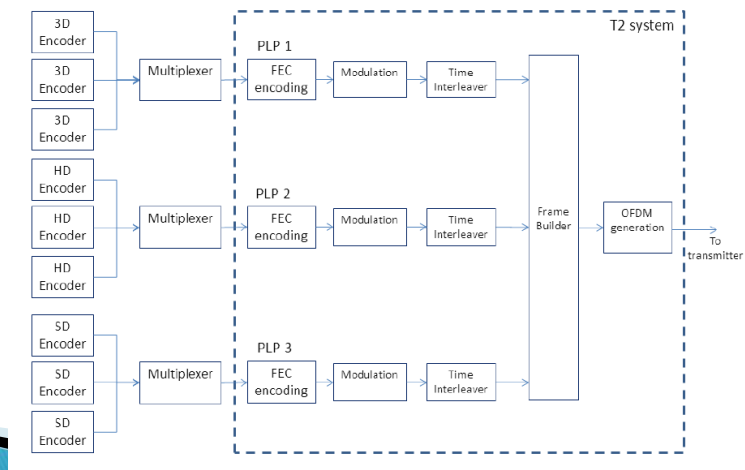 T2 system
3D
Encoder
3D
Encoder
3D
Encoder
Multiplexer
PLP 1
FEC
encoding
Modulation
Time
Interleaver
HD
Encoder
HD
Encoder
HD
Encoder
Multiplexer
PLP 2
FEC
encoding
Modulation
Time
Interleaver
Frame
Builder
OFDM
generation
To
transmitter
SD
Encoder
SD
Encoder
SD
Encoder
Multiplexer
PLP 3
FEC
encoding
Modulation
Time
Interleaver